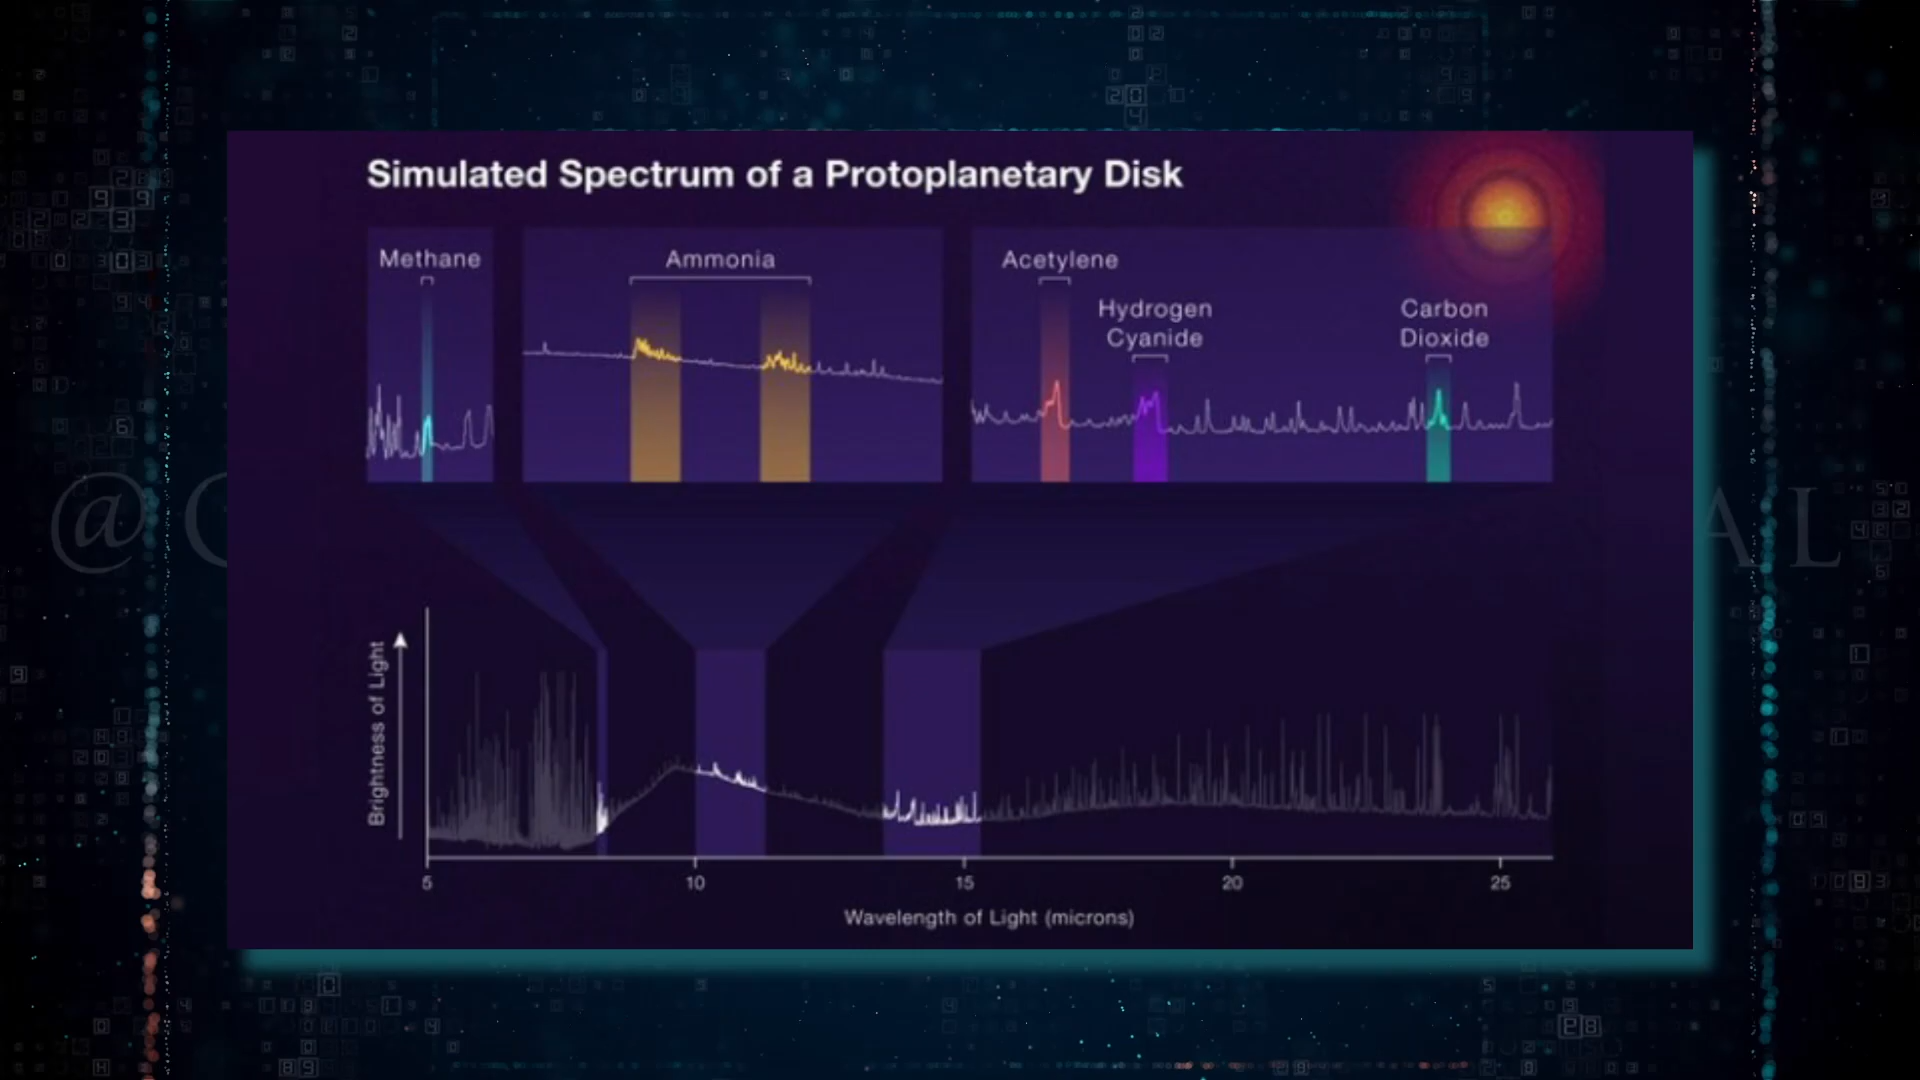 Simulated Spectrum of a Protoplanetary Disk
Methane
Ammonia
Acetylene
Hydrogen
Cyanide
Carbon
Dioxide
Brightness of Light
5
10
15
20
25
Wavelength of Light (microns)